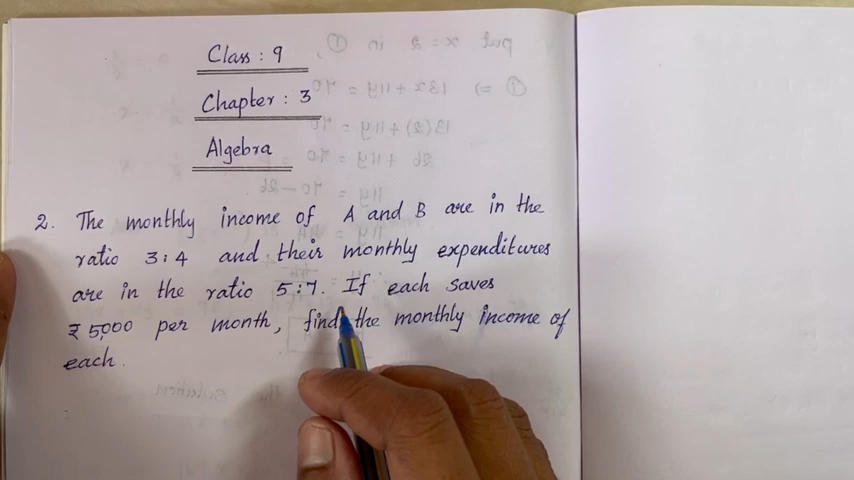 Class : 9
Chapter : 3
Algebra
2. The monthly income of A and B are in the
ratio 3:4 and their monthly expenditures
are in the ratio 5:7. If each saves
₹ 5,000 per month, find the monthly income of
each.